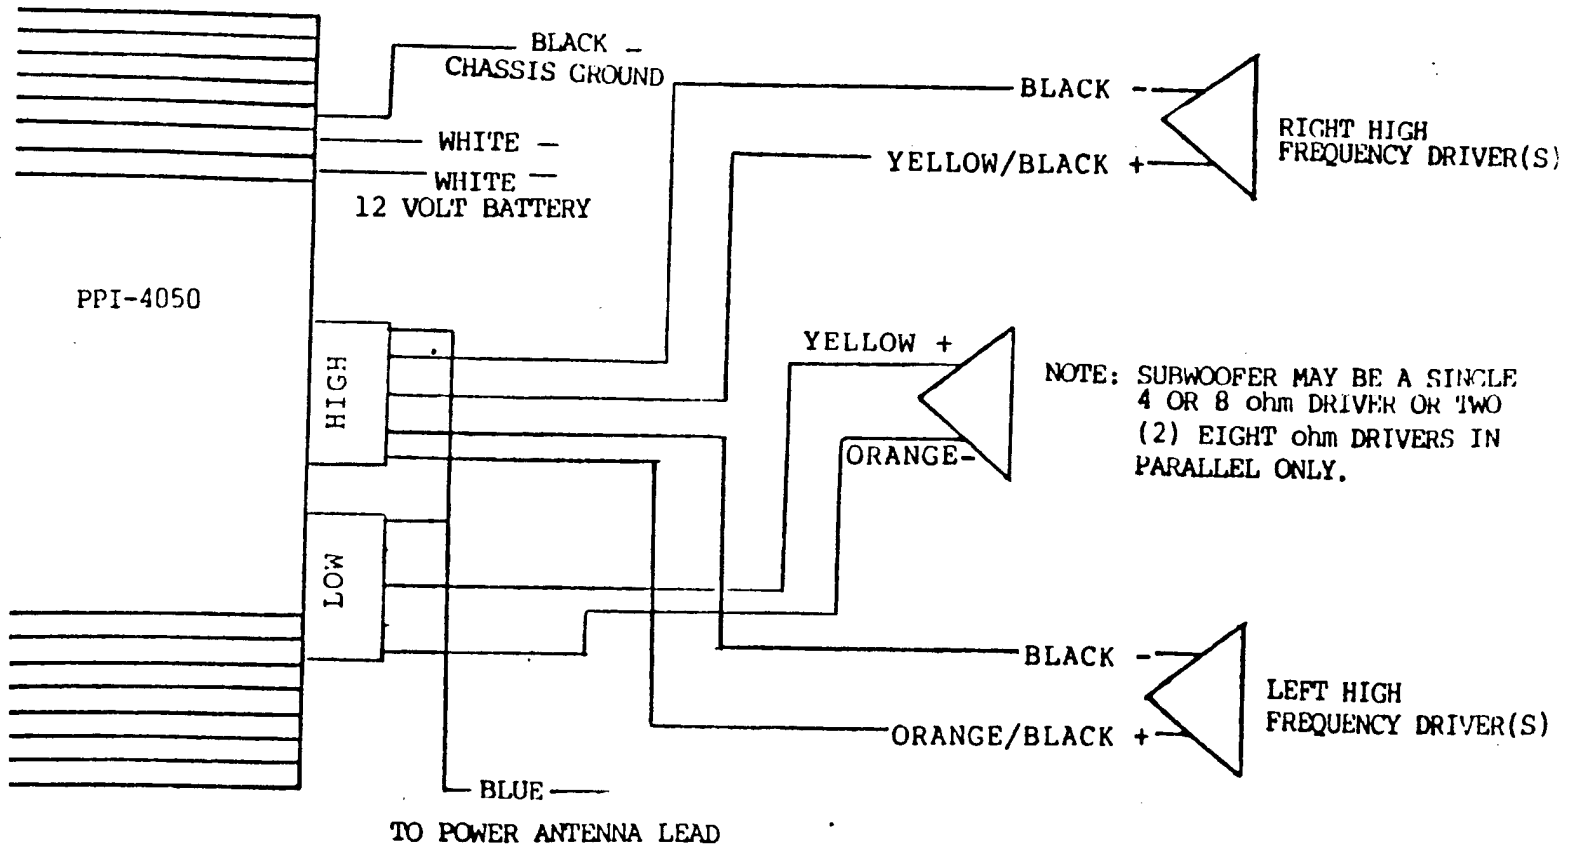 BLACK -
CHASSIS GROUND
WHITE -
WHITE -
12 VOLT BATTERY
BLACK -
YELLOW/BLACK +
RIGHT HIGH
FREQUENCY DRIVER(S)
PPI-4050
HIGH
YELLOW +
ORANGE-
NOTE: SUBWOOFER MAY BE A SINGLE
4 OR 8 ohm DRIVER OR TWO
(2) EIGHT ohm DRIVERS IN
PARALLEL ONLY.
LOW
BLACK -
ORANGE/BLACK +
LEFT HIGH
FREQUENCY DRIVER(S)
BLUE
TO POWER ANTENNA LEAD